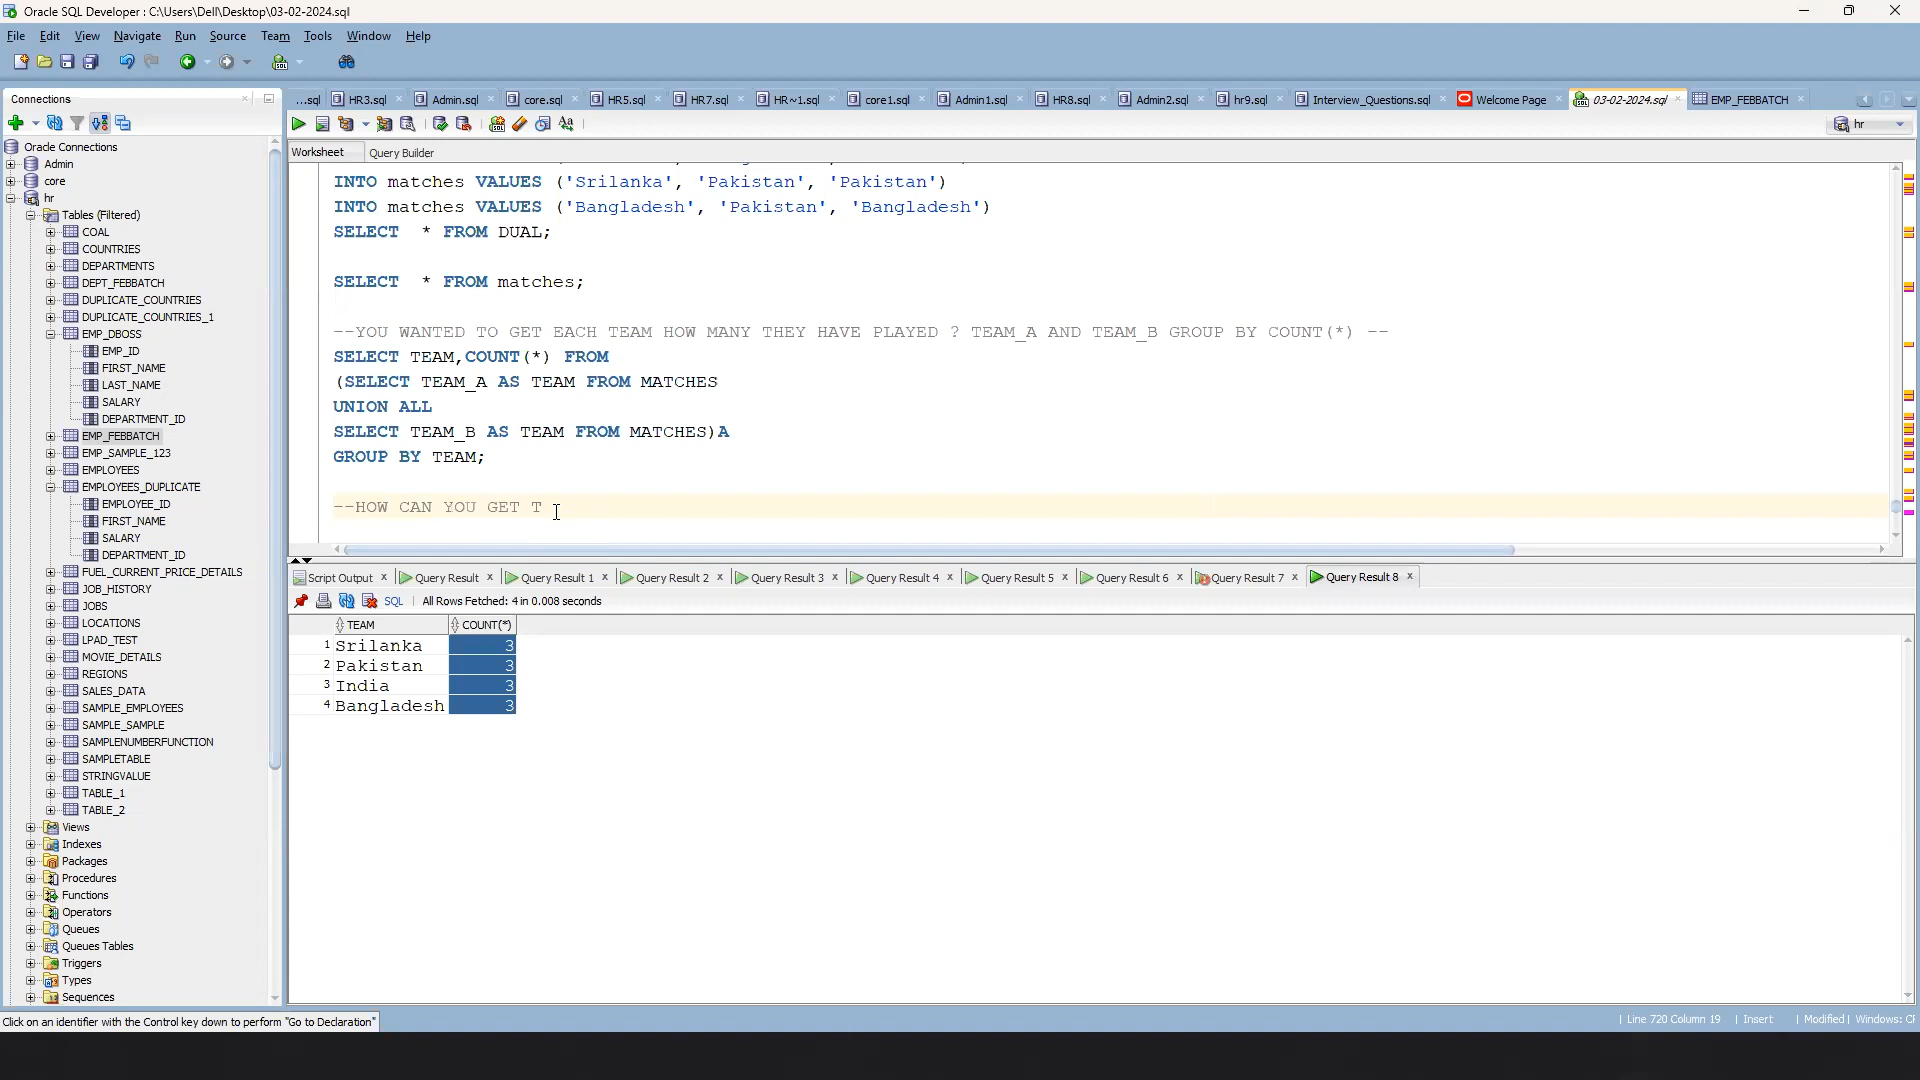 Oracle SQL Developer : C:\Users\Dell\Desktop\03-02-2024.sql
File Edit View Navigate Run Source Team Tools Window Help
Connections
...sql HR3.sql Admin.sql core.sql HR5.sql HR7.sql HR~1.sql core1.sql Admin1.sql HR8.sql Admin2.sql hr9.sql Interview_Questions.sql Welcome Page 03-02-2024.sql EMP_FEBBATCH
hr
Worksheet Query Builder
Oracle Connections
Admin
core
hr
Tables (Filtered)
COAL
COUNTRIES
DEPARTMENTS
DEPT_FEBBATCH
DUPLICATE_COUNTRIES
DUPLICATE_COUNTRIES_1
EMP_DBOSS
EMP_ID
FIRST_NAME
LAST_NAME
SALARY
DEPARTMENT_ID
EMP_FEBBATCH
EMP_SAMPLE_123
EMPLOYEES
EMPLOYEES_DUPLICATE
EMPLOYEE_ID
FIRST_NAME
SALARY
DEPARTMENT_ID
FUEL_CURRENT_PRICE_DETAILS
JOB_HISTORY
JOBS
LOCATIONS
LPAD_TEST
MOVIE_DETAILS
REGIONS
SALES_DATA
SAMPLE_EMPLOYEES
SAMPLE_SAMPLE
SAMPLENUMBERFUNCTION
SAMPLETABLE
STRINGVALUE
TABLE_1
TABLE_2
Views
Indexes
Packages
Procedures
Functions
Operators
Queues
Queues Tables
Triggers
Types
Sequences
INTO matches VALUES ('Srilanka', 'Pakistan', 'Pakistan')
INTO matches VALUES ('Bangladesh', 'Pakistan', 'Bangladesh')
SELECT * FROM DUAL;
SELECT * FROM matches;
--YOU WANTED TO GET EACH TEAM HOW MANY THEY HAVE PLAYED ? TEAM_A AND TEAM_B GROUP BY COUNT(*) --
SELECT TEAM,COUNT(*) FROM
(SELECT TEAM_A AS TEAM FROM MATCHES
UNION ALL
SELECT TEAM_B AS TEAM FROM MATCHES)A
GROUP BY TEAM;
--HOW CAN YOU GET T
Script Output Query Result Query Result 1 Query Result 2 Query Result 3 Query Result 4 Query Result 5 Query Result 6 Query Result 7 Query Result 8
SQL All Rows Fetched: 4 in 0.008 seconds
TEAM COUNT(*)
1 Srilanka 3
2 Pakistan 3
3 India 3
4 Bangladesh 3
Click on an identifier with the Control key down to perform "Go to Declaration"
Line 720 Column 19 Insert Modified Windows: